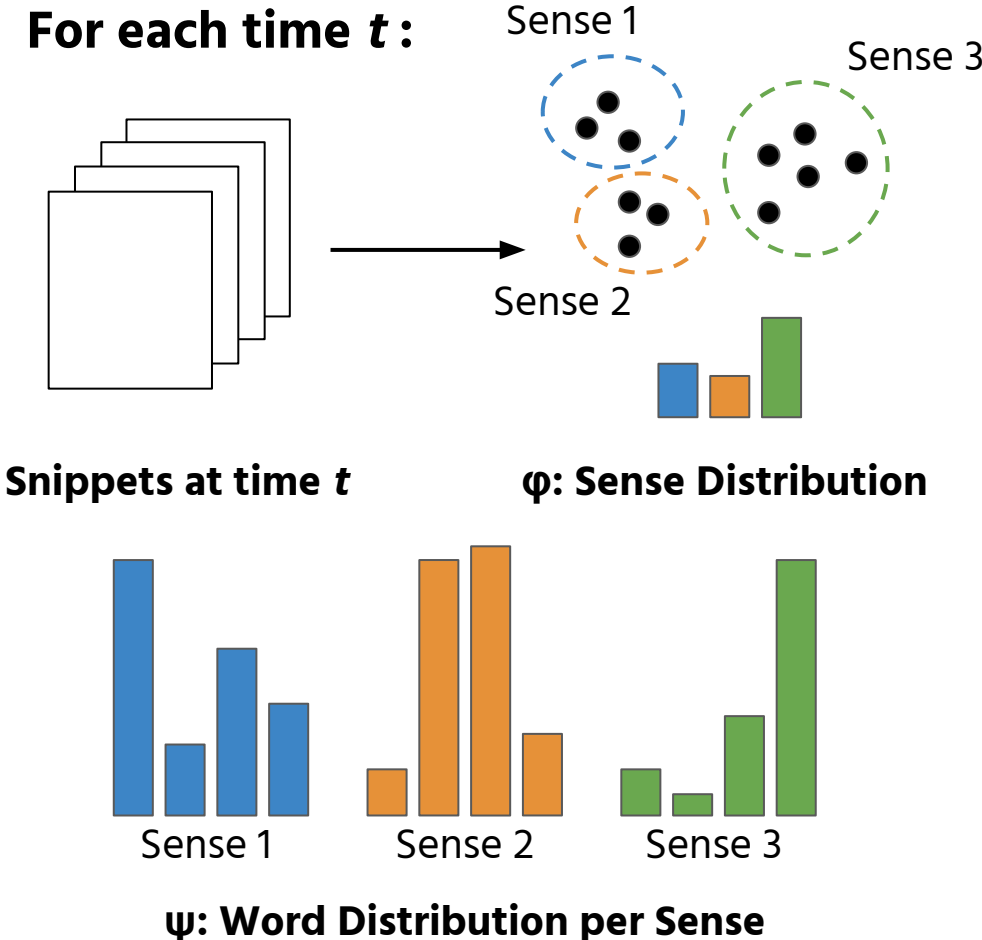 For each time t :
Sense 1
Sense 3
Sense 2
Snippets at time t
φ: Sense Distribution
Sense 1
Sense 2
Sense 3
ψ: Word Distribution per Sense